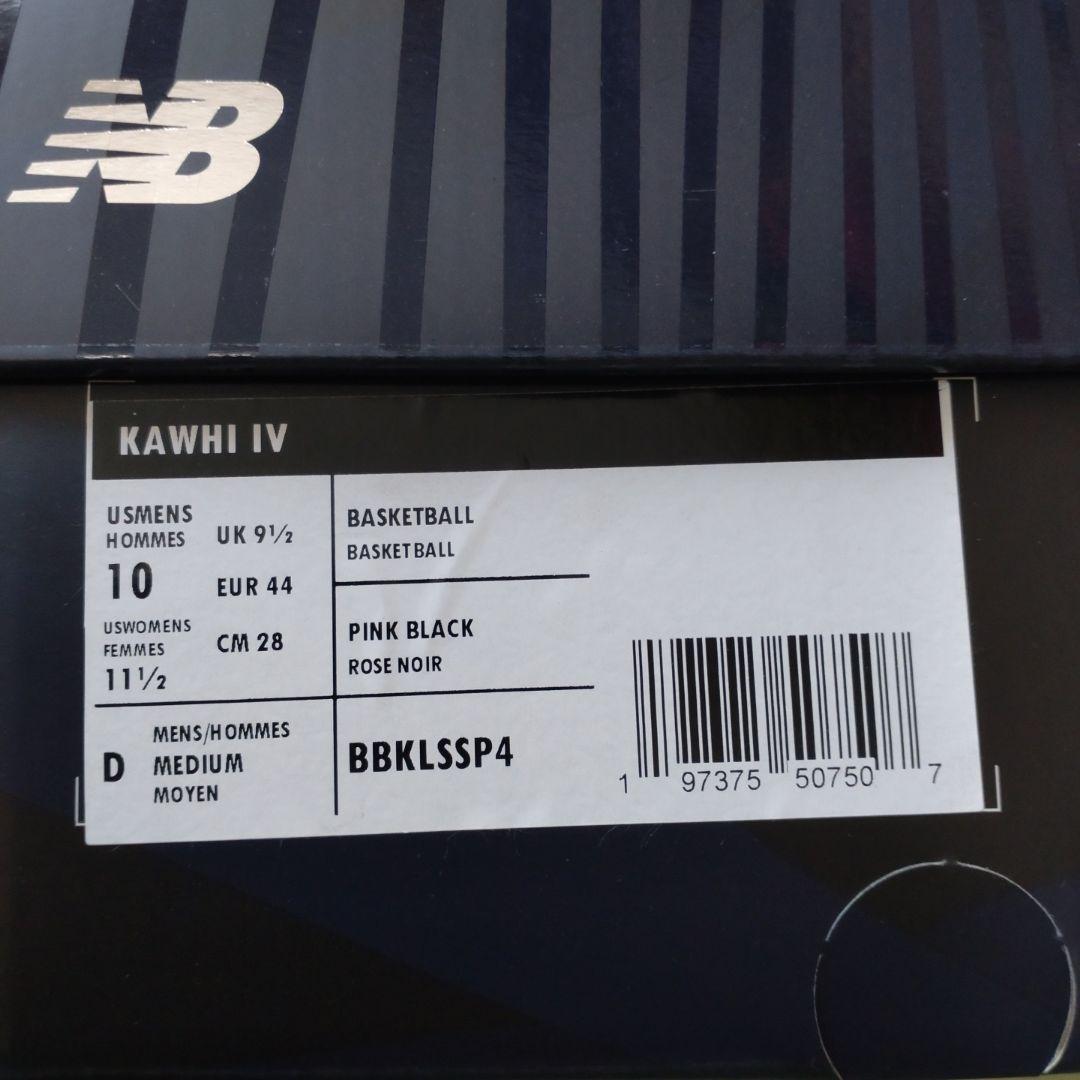 NB
KAWHI IV
USMENS
HOMMES
10
USWOMENS
FEMMES
11½
UK 9½
EUR 44
CM 28
BASKETBALL
BASKETBALL
PINK BLACK
ROSE NOIR
D
MENS/HOMMES
MEDIUM
MOYEN
BBKLSSP4
1 97375 50750 7